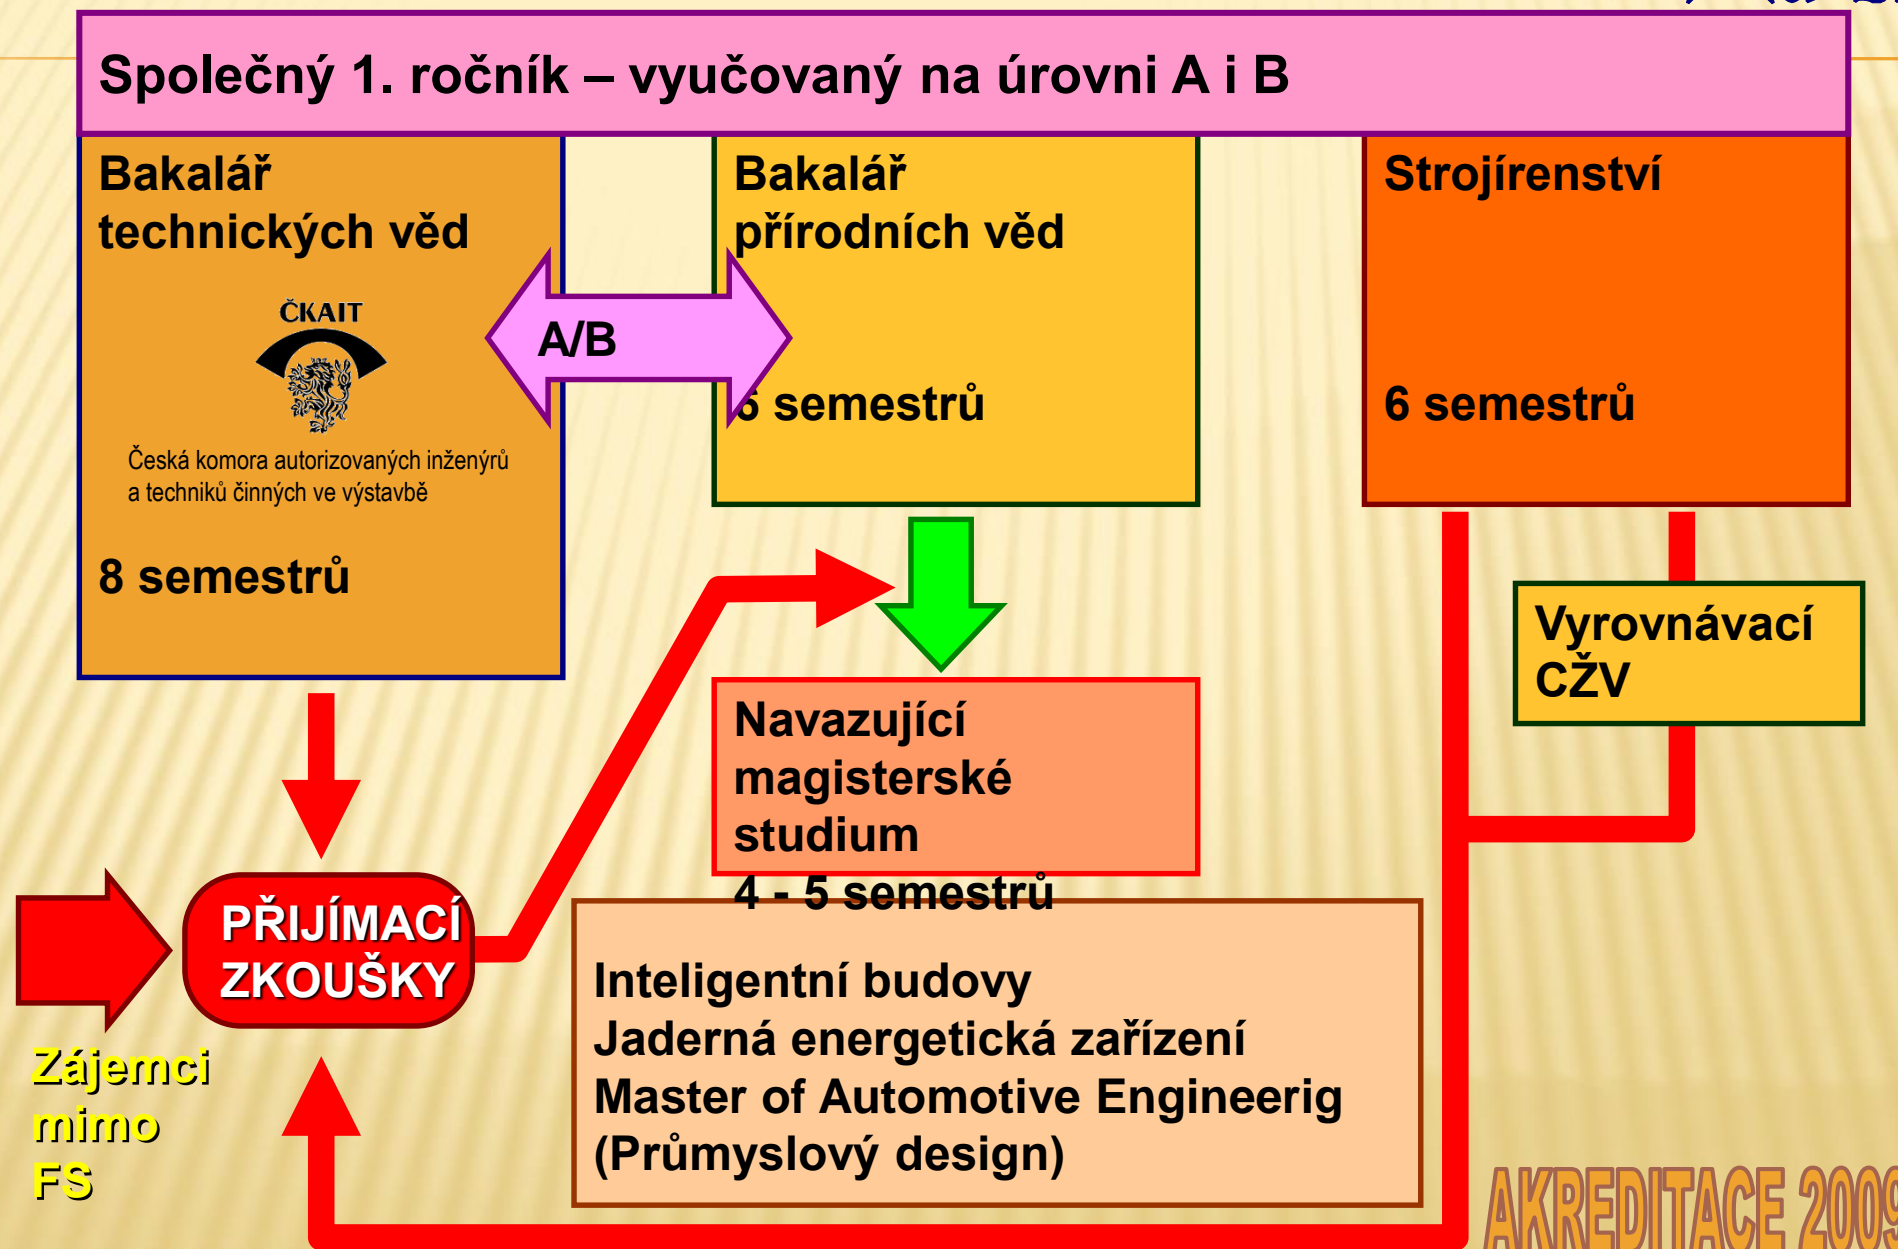 Společný 1. ročník – vyučovaný na úrovni A i B
Bakalář
technických věd
ČKAIT
Česká komora autorizovaných inženýrů
a techniků činných ve výstavbě
8 semestrů
A/B
Bakalář
přírodních věd
6 semestrů
Strojírenství
6 semestrů
Vyrovnávací
CŽV
Navazující
magisterské
studium
4 - 5 semestrů
PŘIJÍMACÍ
ZKOUŠKY
Zájemci
mimo
FS
Inteligentní budovy
Jaderná energetická zařízení
Master of Automotive Engineerig
(Průmyslový design)
AKREDITACE 2009